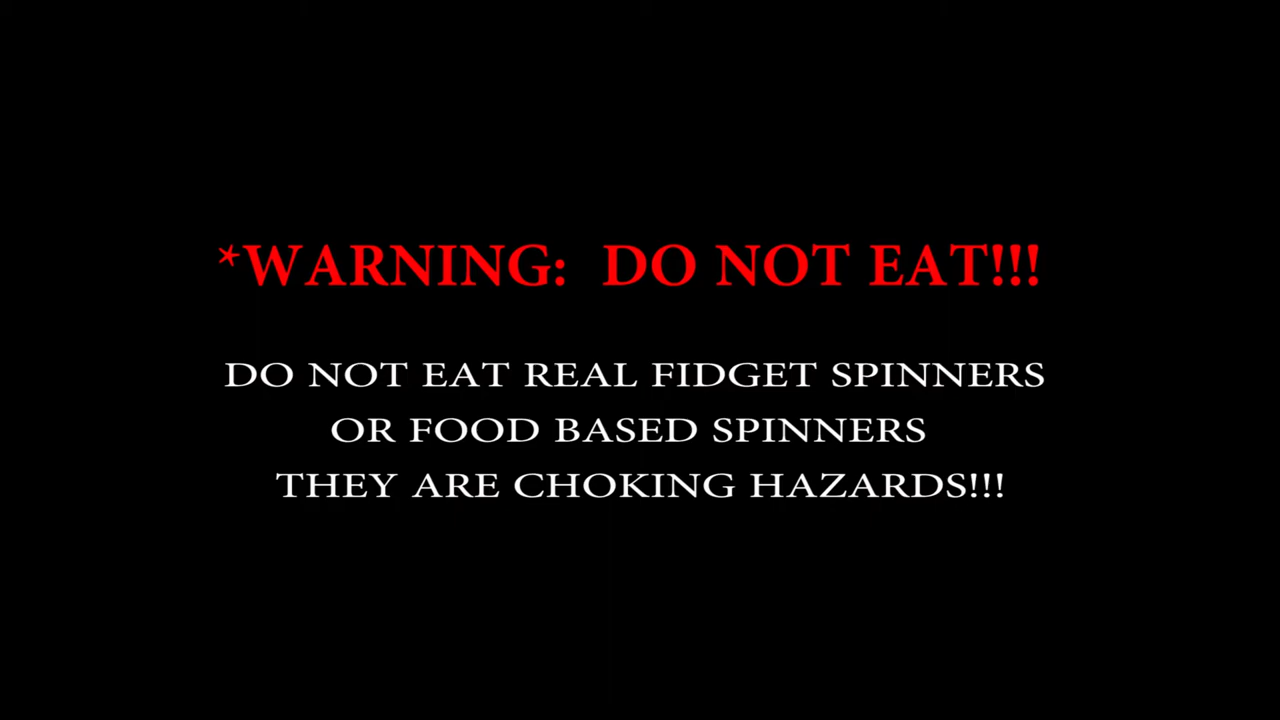 *WARNING: DO NOT EAT!!!
DO NOT EAT REAL FIDGET SPINNERS
OR FOOD BASED SPINNERS
THEY ARE CHOKING HAZARDS!!!